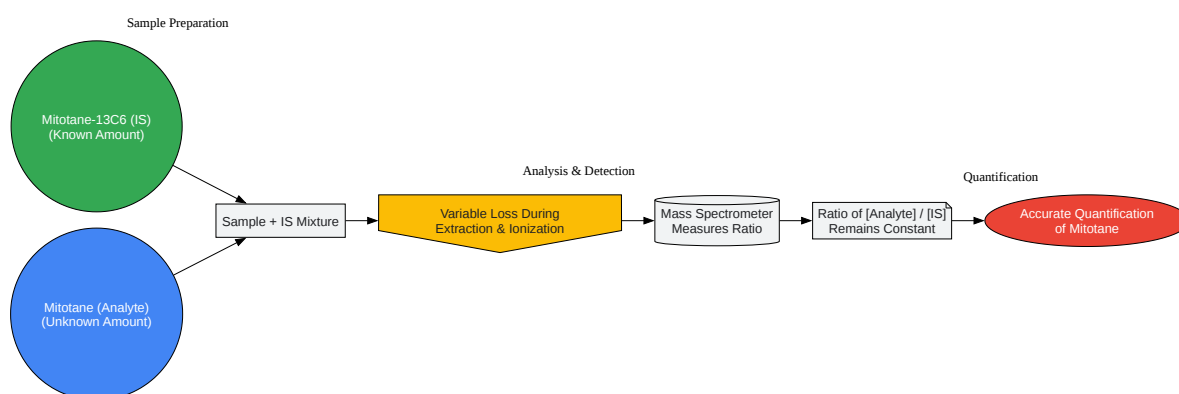 Sample Preparation
Mitotane-13C6 (IS)
(Known Amount)
Mitotane (Analyte)
(Unknown Amount)
Sample + IS Mixture
Analysis & Detection
Variable Loss During
Extraction & Ionization
Mass Spectrometer
Measures Ratio
Ratio of [Analyte] / [IS]
Remains Constant
Quantification
Accurate Quantification
of Mitotane